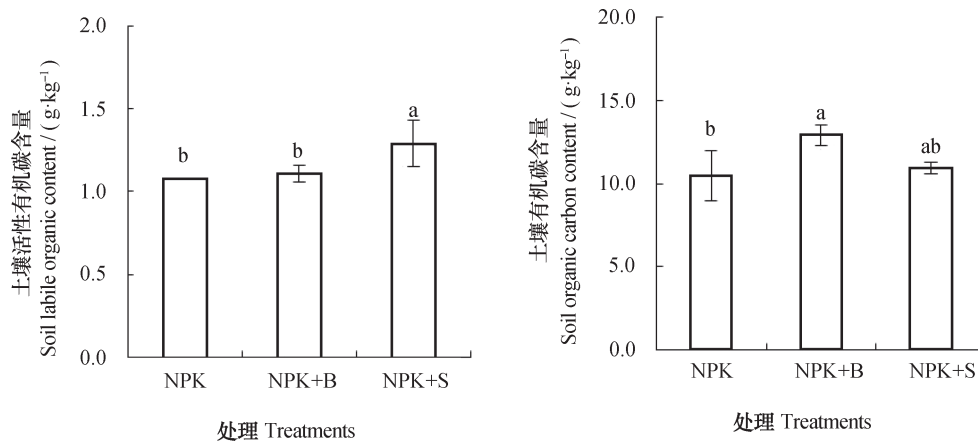 土壤活性有机碳含量
Soil labile organic content / ( g·kg⁻¹)
2.0
1.5
1.0
0.5
0.0
b
b
a
NPK
NPK+B
NPK+S
处理 Treatments
土壤有机碳含量
Soil organic carbon content / ( g·kg⁻¹)
20.0
15.0
10.0
5.0
0.0
b
a
ab
NPK
NPK+B
NPK+S
处理 Treatments